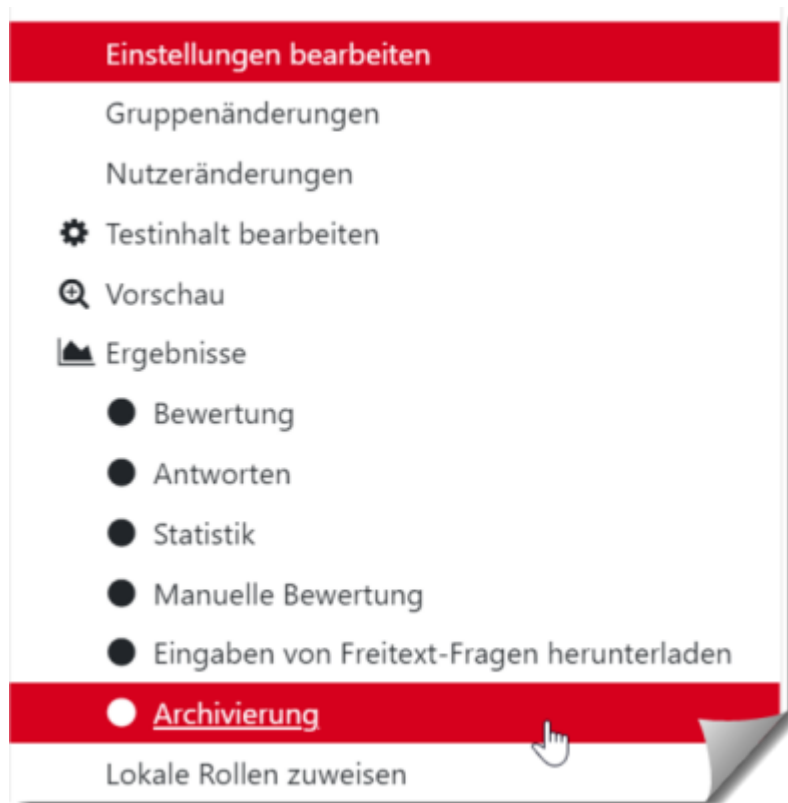 Einstellungen bearbeiten
Gruppenänderungen
Nutzeränderungen
Testinhalt bearbeiten
Vorschau
Ergebnisse
Bewertung
Antworten
Statistik
Manuelle Bewertung
Eingaben von Freitext-Fragen herunterladen
Archivierung
Lokale Rollen zuweisen